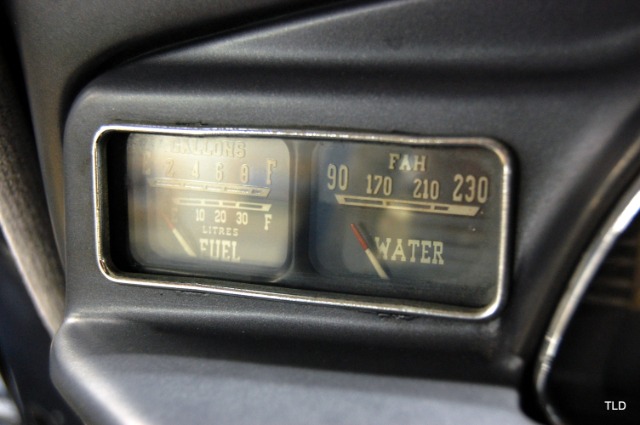 GALLONS
E 2 4 6 8 F
E 10 20 30 F
LITRES
FUEL
FAH
90 170 210 230
WATER
TLD